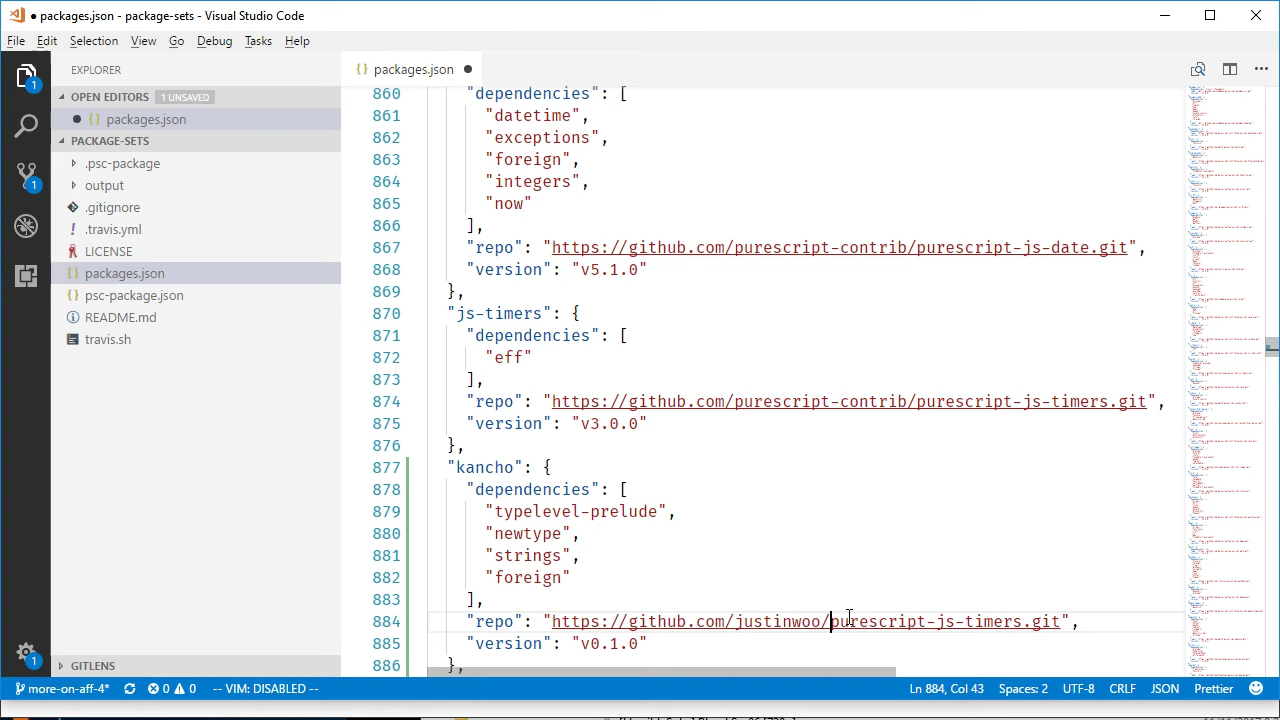 packages.json - package-sets - Visual Studio Code
File Edit Selection View Go Debug Tasks Help
EXPLORER
packages.json
OPEN EDITORS 1 UNSAVED
packages.json
PACKAGE-SETS
.psc-package
output
.gitignore
.travis.yml
LICENSE
packages.json
psc-package.json
README.md
travis.sh
GITLENS
1
1
1
860 "dependencies": [
861 "datetime",
862 "exceptions",
863 "foreign",
864 "integers",
865 "now"
866 ],
867 "repo": "https://github.com/purescript-contrib/purescript-js-date.git",
868 "version": "v5.1.0"
869 },
870 "js-timers": {
871 "dependencies": [
872 "eff"
873 ],
874 "repo": "https://github.com/purescript-contrib/purescript-js-timers.git",
875 "version": "v3.0.0"
876 },
877 "kancho": {
878 "dependencies": [
879 "typelevel-prelude",
880 "newtype",
881 "strings",
882 "foreign"
883 ],
884 "repo": "https://github.com/justinwoo/purescript-js-timers.git",
885 "version": "v0.1.0"
886 },
more-on-aff-4* 0 0 -- VIM: DISABLED -- Ln 884, Col 43 Spaces: 2 UTF-8 CRLF JSON Prettier